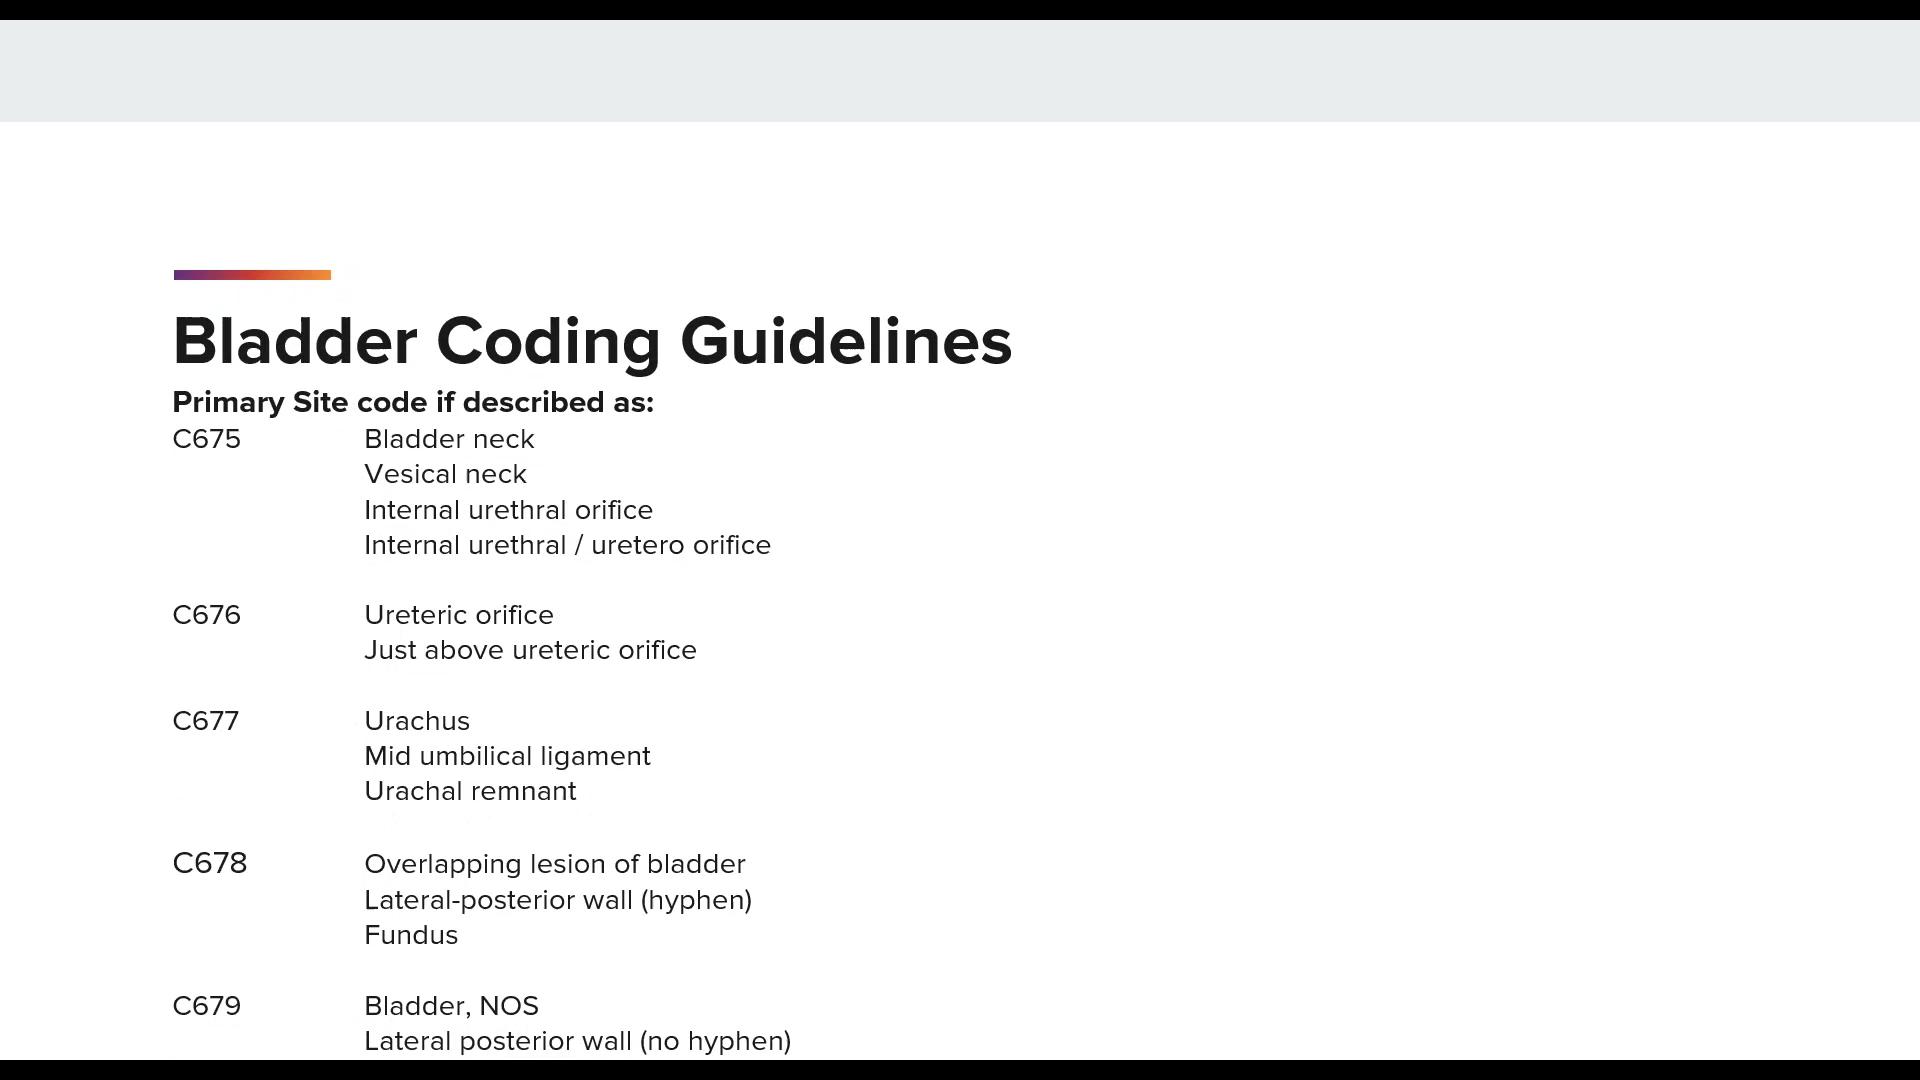 Bladder Coding Guidelines
Primary Site code if described as:
C675 Bladder neck
Vesical neck
Internal urethral orifice
Internal urethral / uretero orifice
C676 Ureteric orifice
Just above ureteric orifice
C677 Urachus
Mid umbilical ligament
Urachal remnant
C678 Overlapping lesion of bladder
Lateral-posterior wall (hyphen)
Fundus
C679 Bladder, NOS
Lateral posterior wall (no hyphen)